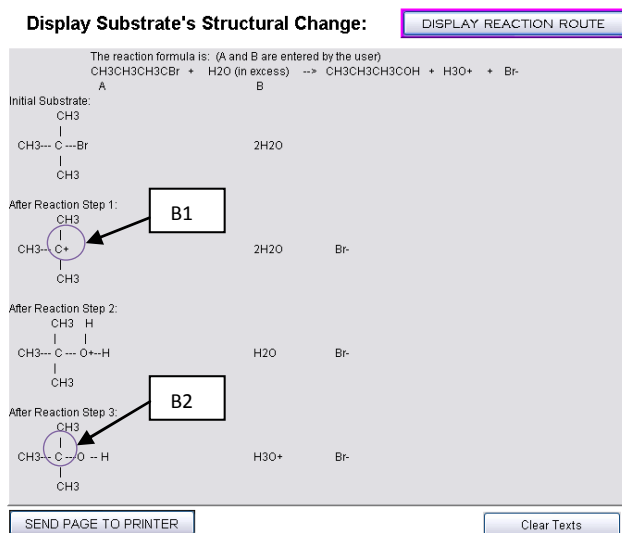 Display Substrate's Structural Change:
DISPLAY REACTION ROUTE
The reaction formula is: (A and B are entered by the user)
CH3CH3CH3CBr + H2O (in excess) --> CH3CH3CH3COH + H3O+ + Br-
A B
Initial Substrate:
CH3
|
CH3--- C ---Br 2H2O
|
CH3
After Reaction Step 1:
B1
CH3
|
CH3--- C+ 2H2O Br-
|
CH3
After Reaction Step 2:
CH3 H
| |
CH3--- C --- O+--H H2O Br-
|
CH3
B2
After Reaction Step 3:
CH3
|
CH3--- C ---O -- H H3O+ Br-
|
CH3
SEND PAGE TO PRINTER
Clear Texts